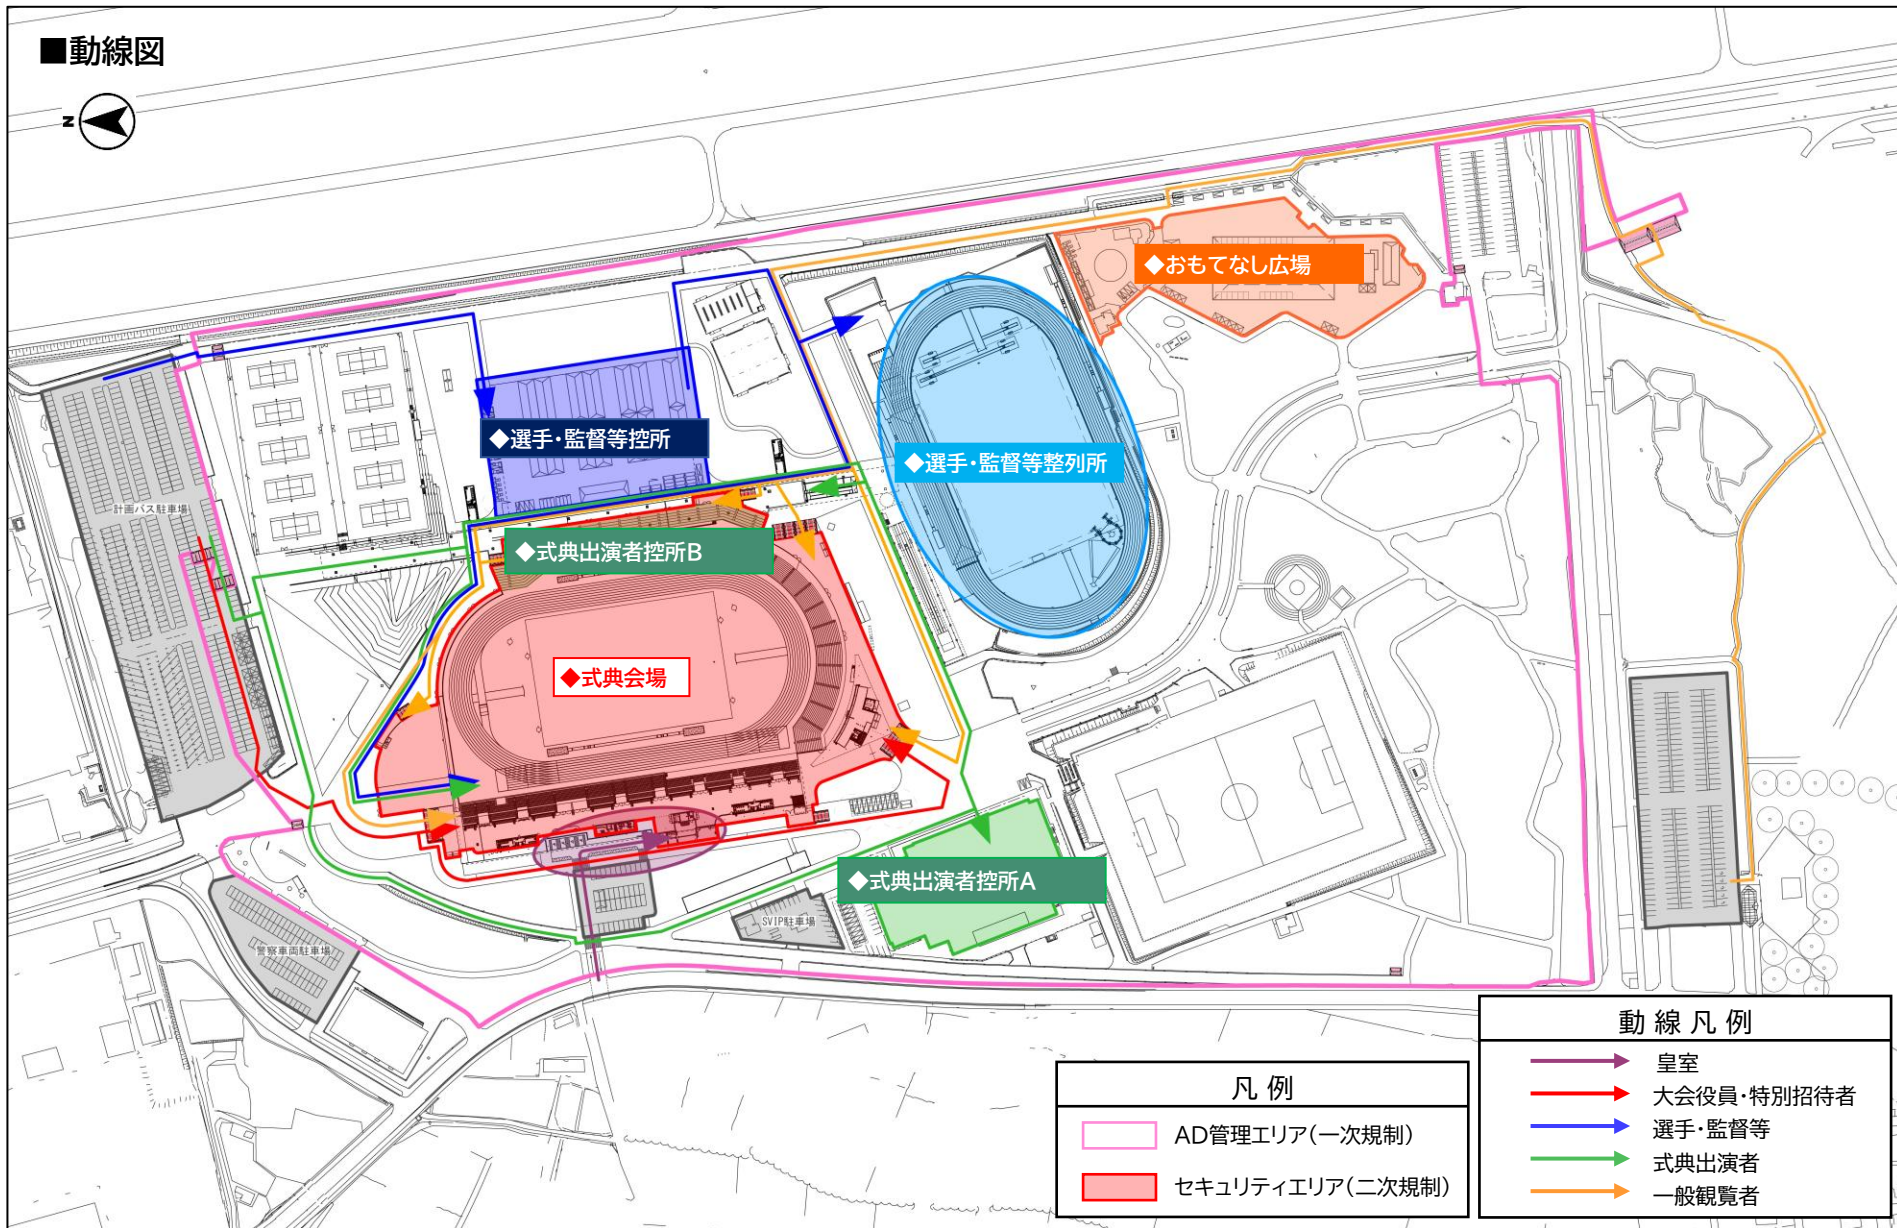 ■動線図
N
◆おもてなし広場
◆選手・監督等控所
◆選手・監督等整列所
計画バス駐車場
◆式典出演者控所B
◆式典会場
◆式典出演者控所A
SVIP駐車場
警察車両駐車場
凡例
AD管理エリア(一次規制)
セキュリティエリア(二次規制)
動線凡例
皇室
大会役員・特別招待者
選手・監督等
式典出演者
一般観覧者